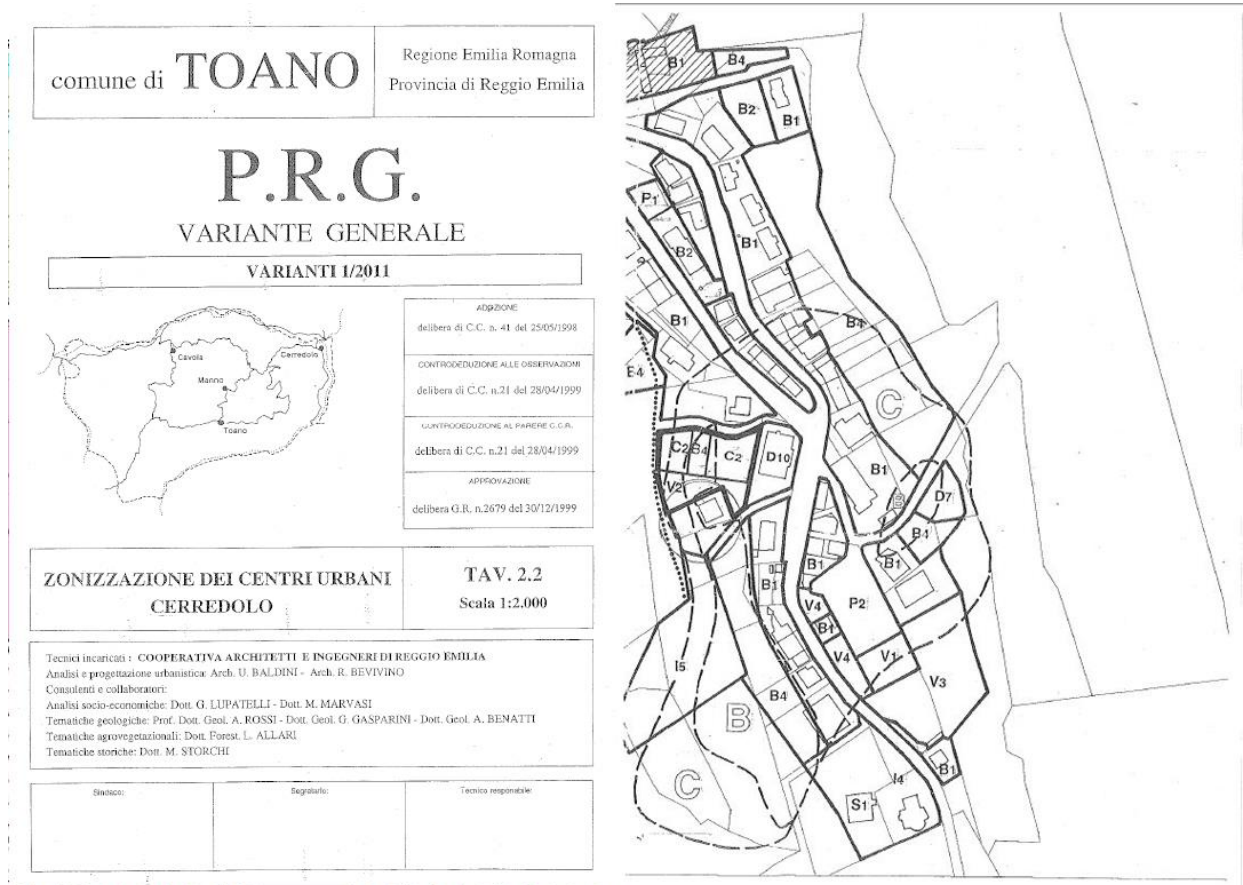 comune di TOANO
Regione Emilia Romagna
Provincia di Reggio Emilia
P.R.G.
VARIANTE GENERALE
VARIANTI 1/2011
Cavola
Cerredolo
Manno
Toano
ADOZIONE
delibera di C.C. n. 41 del 25/05/1998
CONTRODEDUZIONE ALLE OSSERVAZIONI
delibera di C.C. n.21 del 28/04/1999
CONTRODEDUZIONE AL PARERE C.C.R.
delibera di C.C. n.21 del 28/04/1999
APPROVAZIONE
delibera G.R. n.2679 del 30/12/1999
ZONIZZAZIONE DEI CENTRI URBANI
CERREDOLO
TAV. 2.2
Scala 1:2.000
Tecnici incaricati : COOPERATIVA ARCHITETTI E INGEGNERI DI REGGIO EMILIA
Analisi e progettazione urbanistica: Arch. U. BALDINI - Arch. R. BEVIVINO
Consulenti e collaboratori:
Analisi socio-economiche: Dott. G. LUPATELLI - Dott. M. MARVASI
Tematiche geologiche: Prof. Dott. Geol. A. ROSSI - Dott. Geol. G. GASPARINI - Dott. Geol. A. BENATTI
Tematiche agrovegetazionali: Dott. Forest. L. ALLARI
Tematiche storiche: Dott. M. STORCHI
Sindaco:
Segretario:
Tecnico responsabile:
B1
B4
B2
B1
P1
B2
B1
B1
B4
B4
C
C2
B4
C2
D10
B1
V2
B
D7
B4
B1
B1
B1
V4
P2
B1
V4
V1
I5
V3
B4
B
C
B1
I4
S1